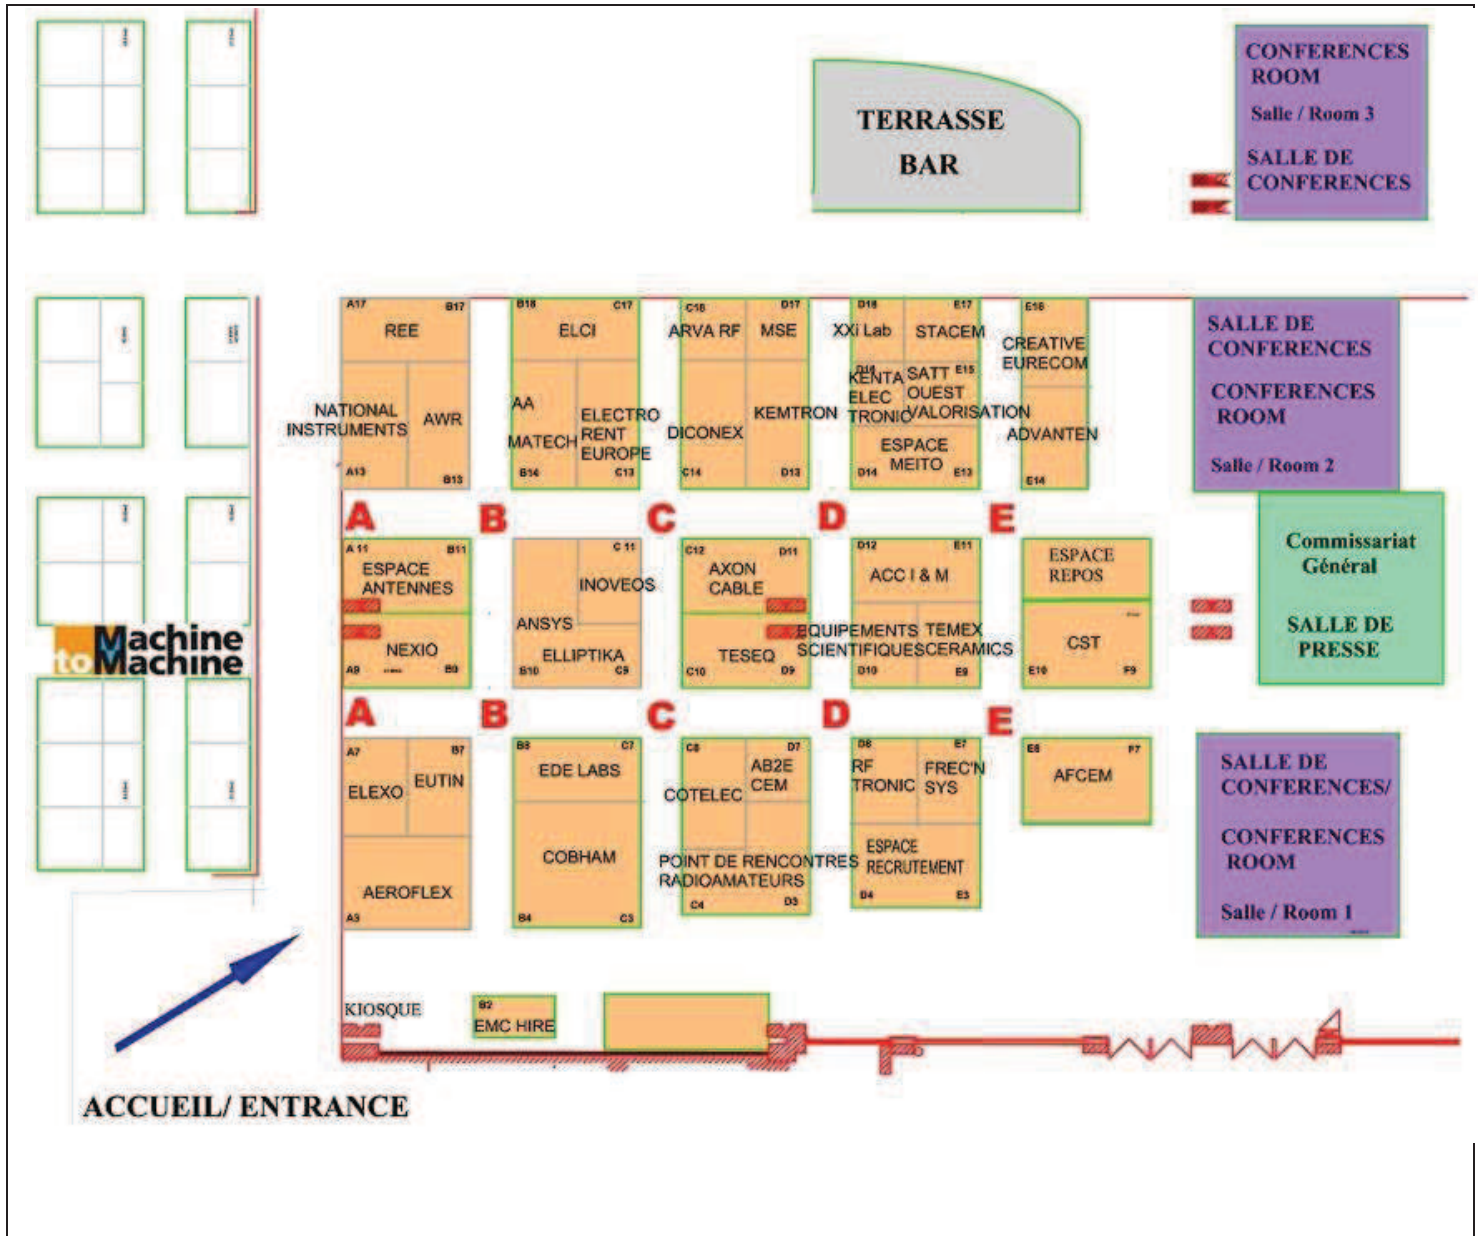 CONFERENCES
ROOM
Salle / Room 3
SALLE DE
CONFERENCES
TERRASSE
BAR
A17
B17
REE
B18
C17
ELCI
C16
D17
ARVA RF
MSE
D18
E17
XXi Lab
STACEM
E16
CREATIVE
EURECOM
NATIONAL
INSTRUMENTS
AWR
A13
B13
AA
MATECH
B14
ELECTRO
RENT
EUROPE
C13
DICONEX
C14
KEMTRON
D13
D16
KENTA
ELEC
TRONIC
E15
SATT
OUEST
VALORISATION
ESPACE
MEITO
D14
E13
ADVANTEN
E14
SALLE DE
CONFERENCES
CONFERENCES
ROOM
Salle / Room 2
A
B
C
D
E
A 11
B11
ESPACE
ANTENNES
C 11
INOVEOS
ANSYS
ELLIPTIKA
B10
C9
C12
D11
AXON
CABLE
D12
E11
ACC I & M
ESPACE
REPOS
Commissariat
Général
SALLE DE
PRESSE
Machine
to Machine
NEXIO
A9
B9
TESEQ
C10
D9
EQUIPEMENTS
SCIENTIFIQUES
D10
TEMEX
CERAMICS
E9
CST
E10
F9
A
B
C
D
E
A7
B7
ELEXO
EUTIN
AEROFLEX
A3
B8
C7
EDE LABS
COBHAM
B4
C3
C8
D7
COTELEC
AB2E
CEM
POINT DE RENCONTRES
RADIOAMATEURS
C4
D3
D8
E7
RF
TRONIC
FREC'N
SYS
ESPACE
RECRUTEMENT
D4
E3
E8
F7
AFCEM
SALLE DE
CONFERENCES/
CONFERENCES
ROOM
Salle / Room 1
KIOSQUE
B2
EMC HIRE
ACCUEIL/ ENTRANCE